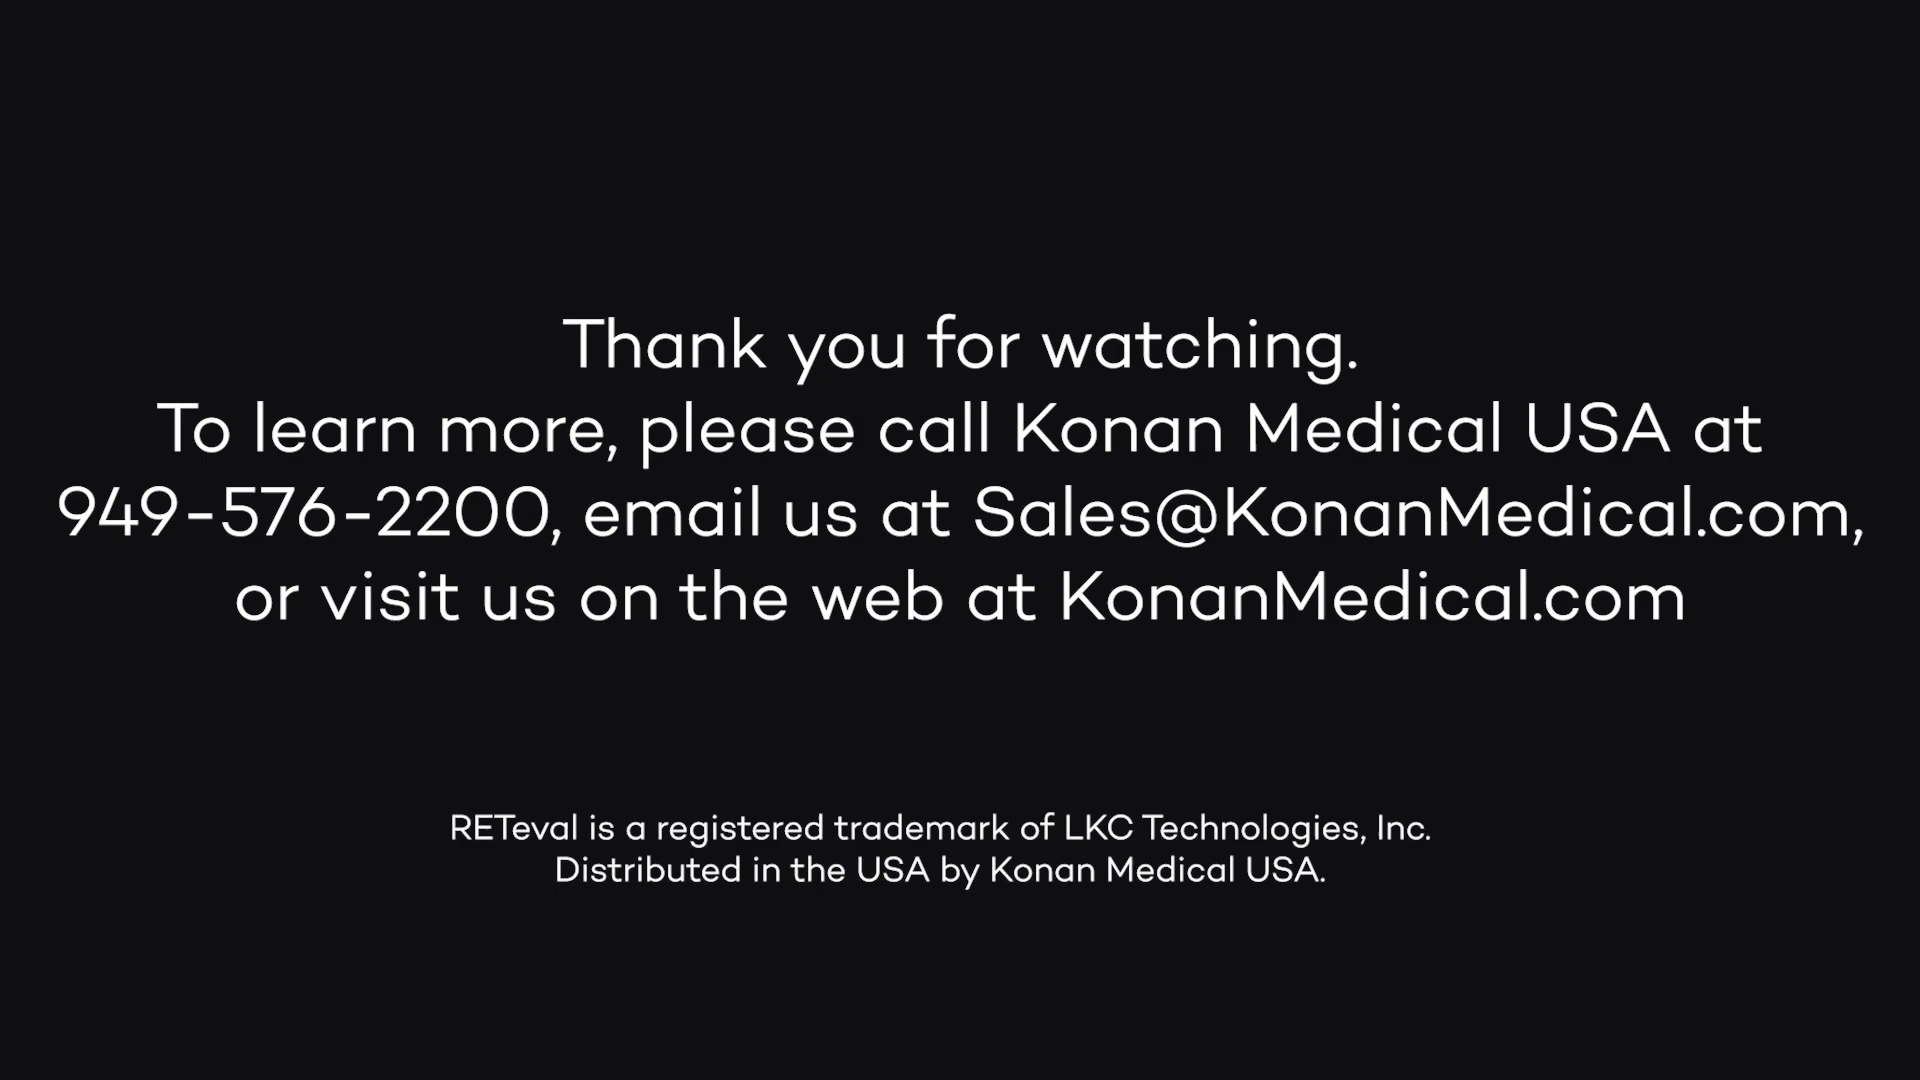 Thank you for watching.
To learn more, please call Konan Medical USA at
949-576-2200, email us at Sales@KonanMedical.com,
or visit us on the web at KonanMedical.com
RETeval is a registered trademark of LKC Technologies, Inc.
Distributed in the USA by Konan Medical USA.